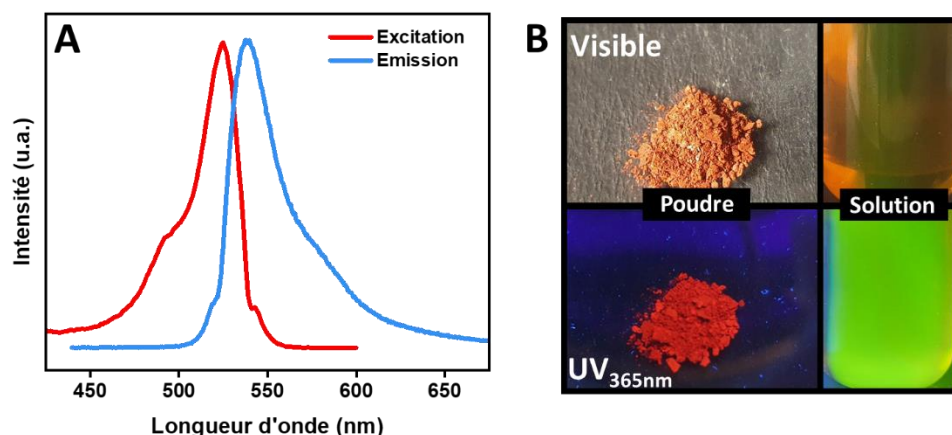 A
Excitation
Emission
Intensité (u.a.)
450 500 550 600 650
Longueur d'onde (nm)
B
Visible
Poudre
Solution
UV365nm